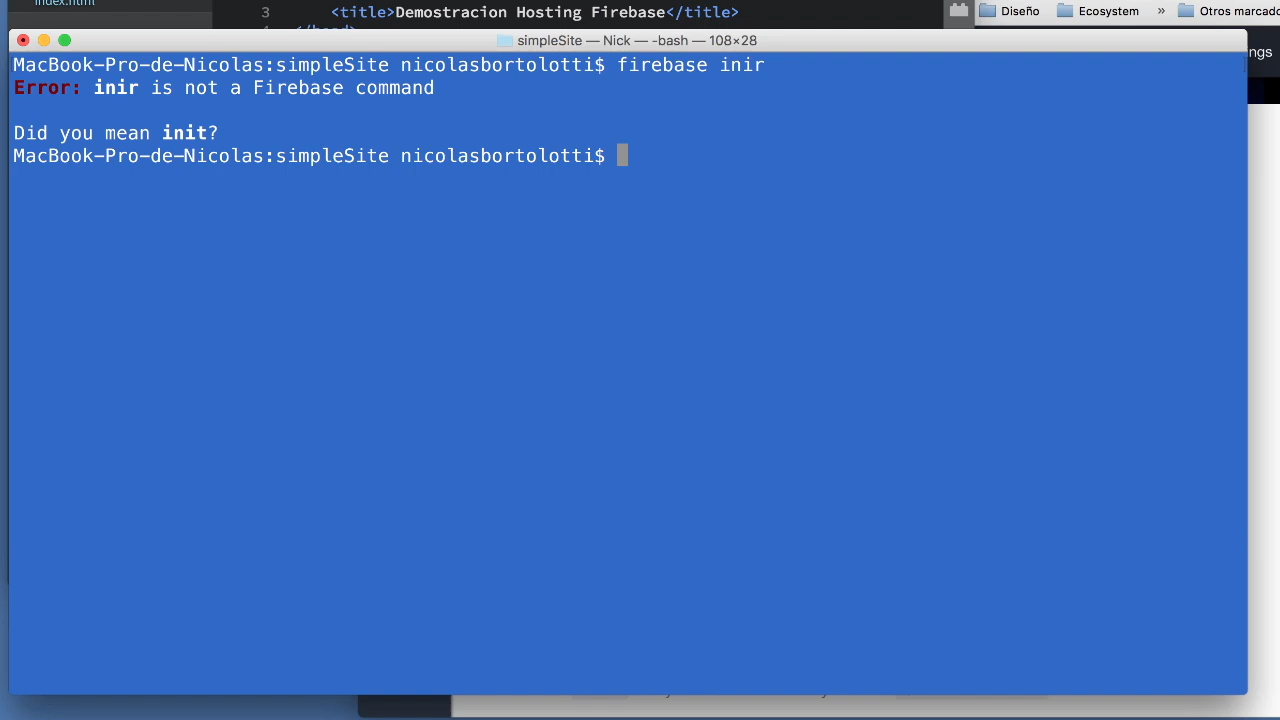 index.html
3 <title>Demostracion Hosting Firebase</title>
Diseño Ecosystem » Otros marcado
simpleSite — Nick — -bash — 108×28
ngs
MacBook-Pro-de-Nicolas:simpleSite nicolasbortolotti$ firebase inir
Error: inir is not a Firebase command
Did you mean init?
MacBook-Pro-de-Nicolas:simpleSite nicolasbortolotti$